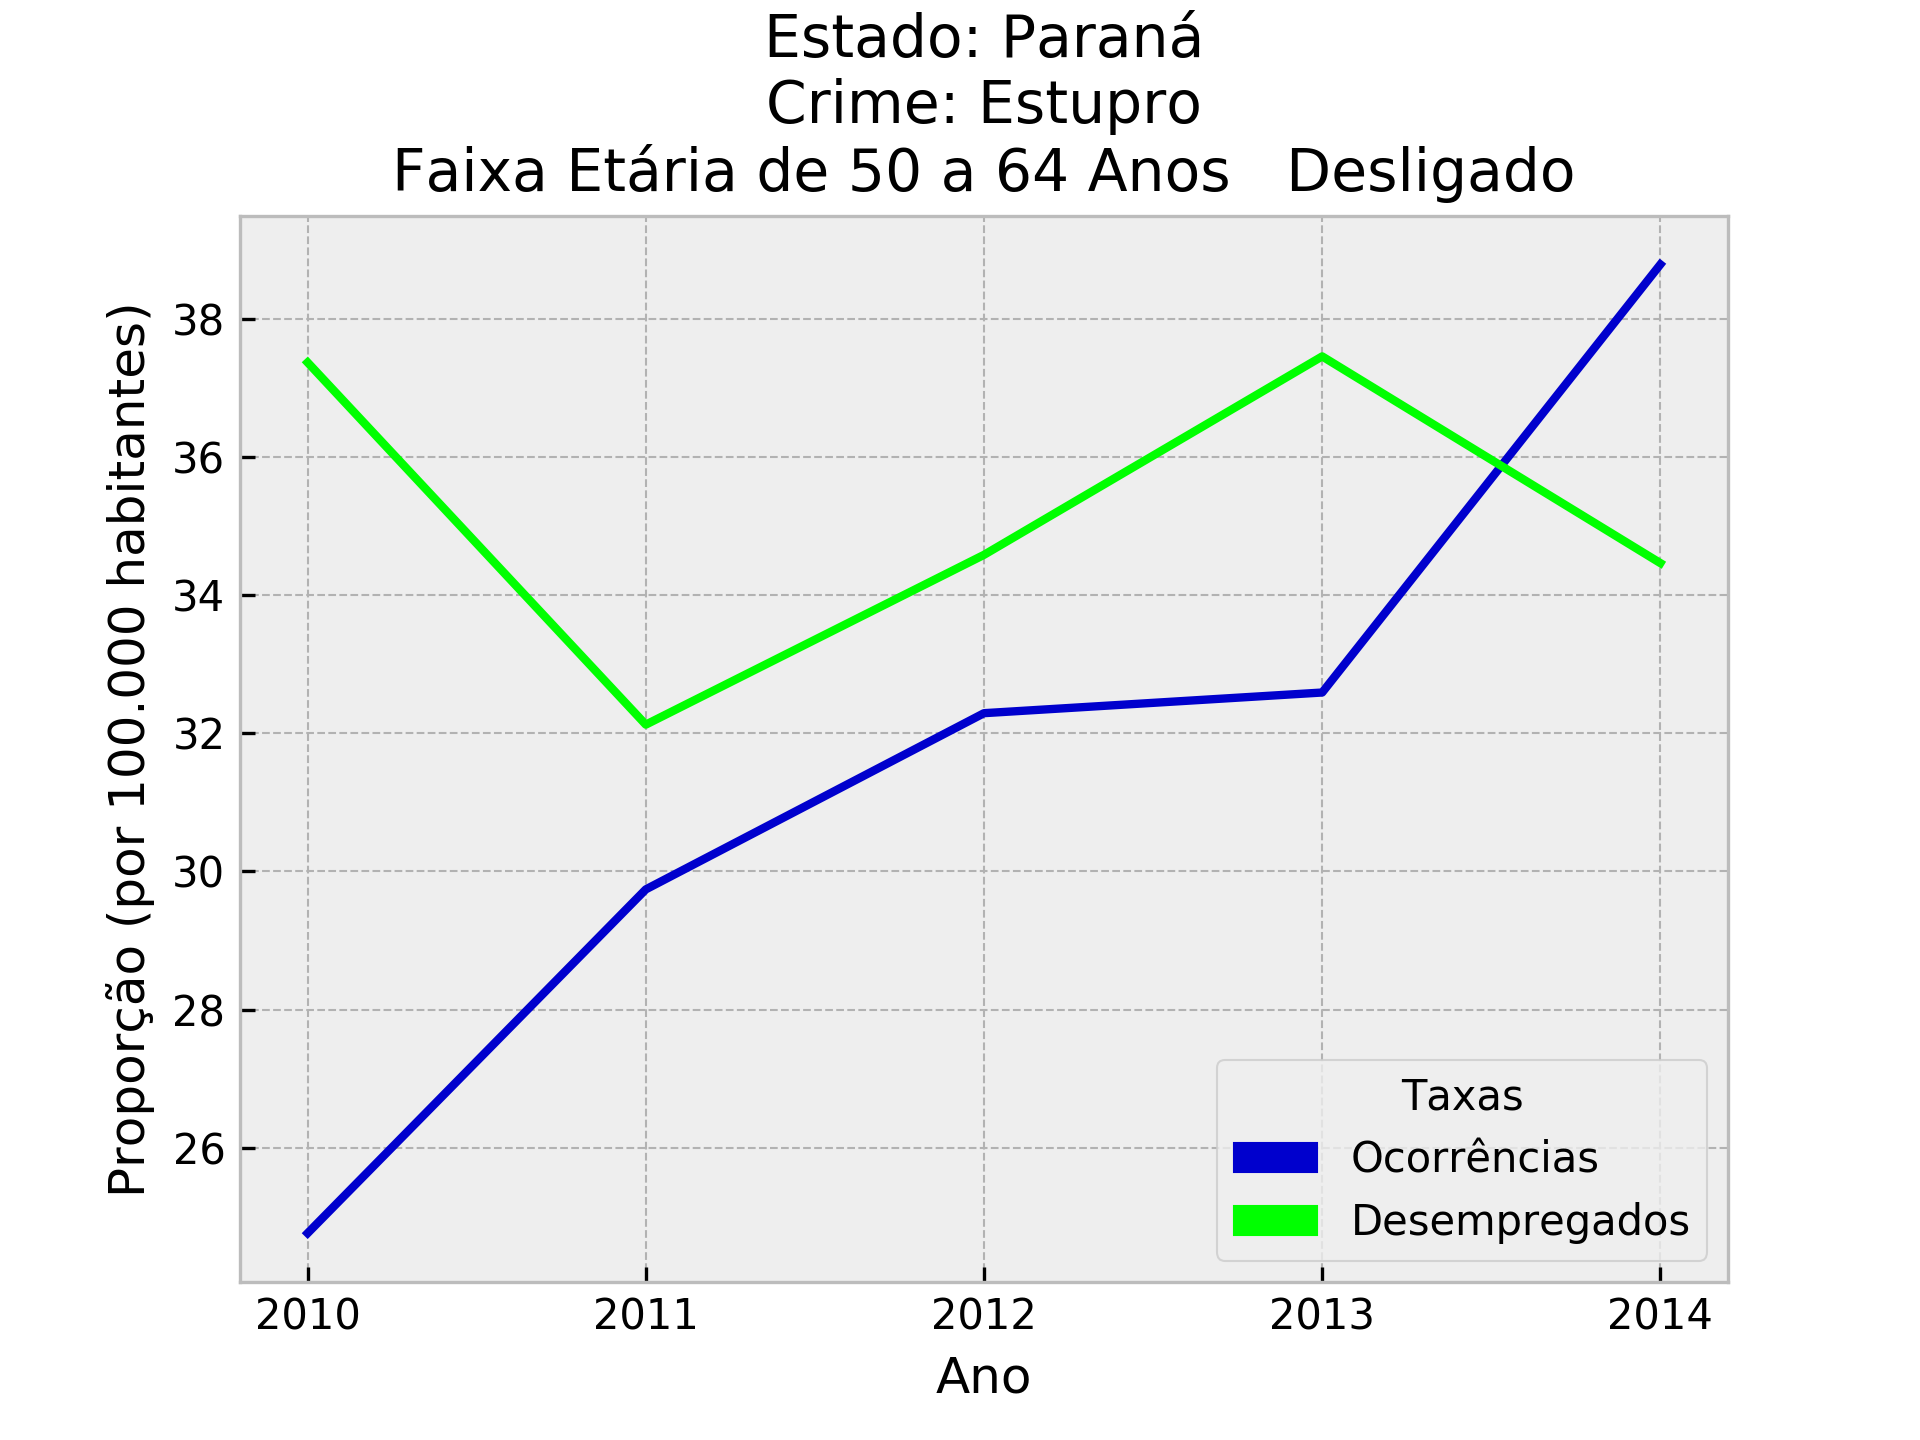 Estado: Paraná
Crime: Estupro
Faixa Etária de 50 a 64 Anos   Desligado
Proporção (por 100.000 habitantes)
38
36
34
32
30
28
26
Taxas
Ocorrências
Desempregados
2010 2011 2012 2013 2014
Ano